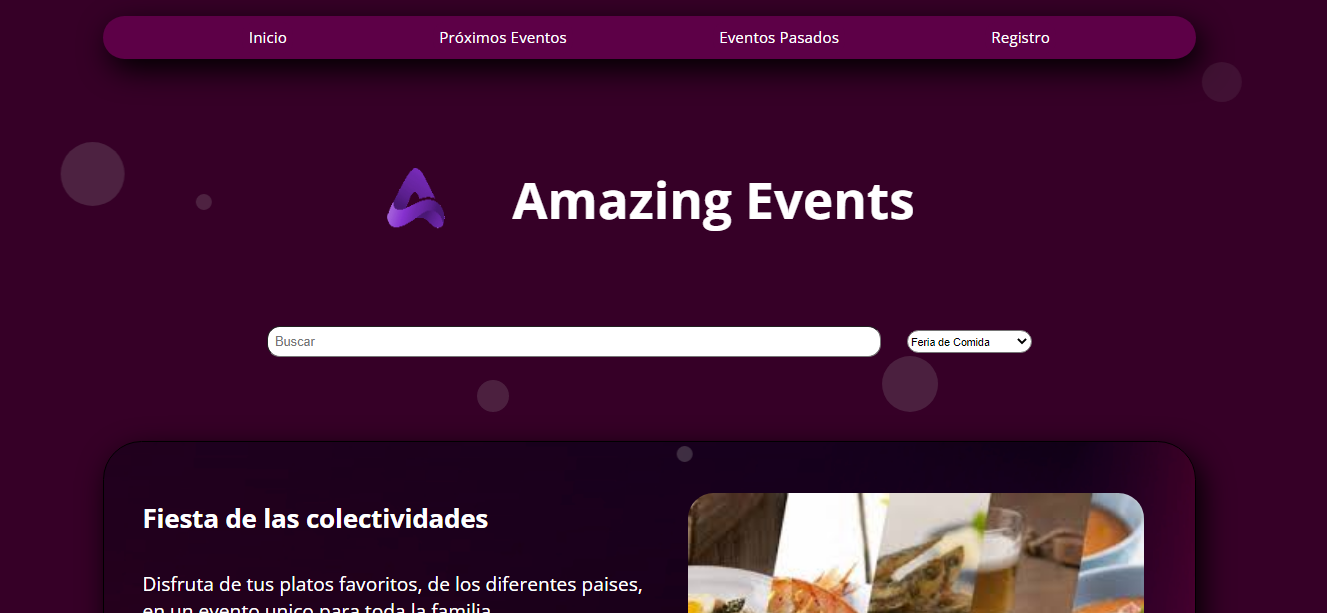 Inicio
Próximos Eventos
Eventos Pasados
Registro
Amazing Events
Buscar
Feria de Comida
Fiesta de las colectividades
Disfruta de tus platos favoritos, de los diferentes paises,
en un evento unico para toda la familia